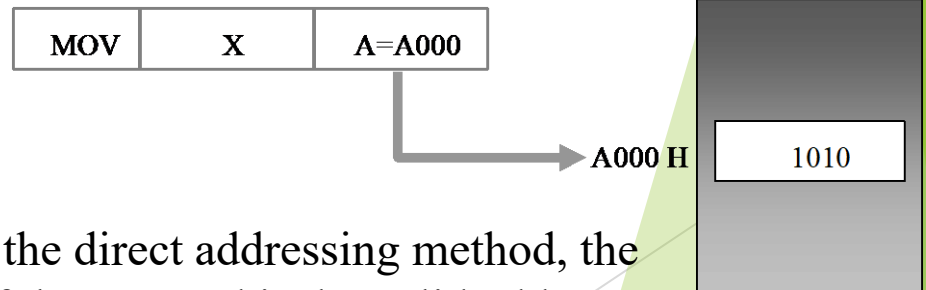 MOV X A=A000
A000 H 1010
the direct addressing method, the